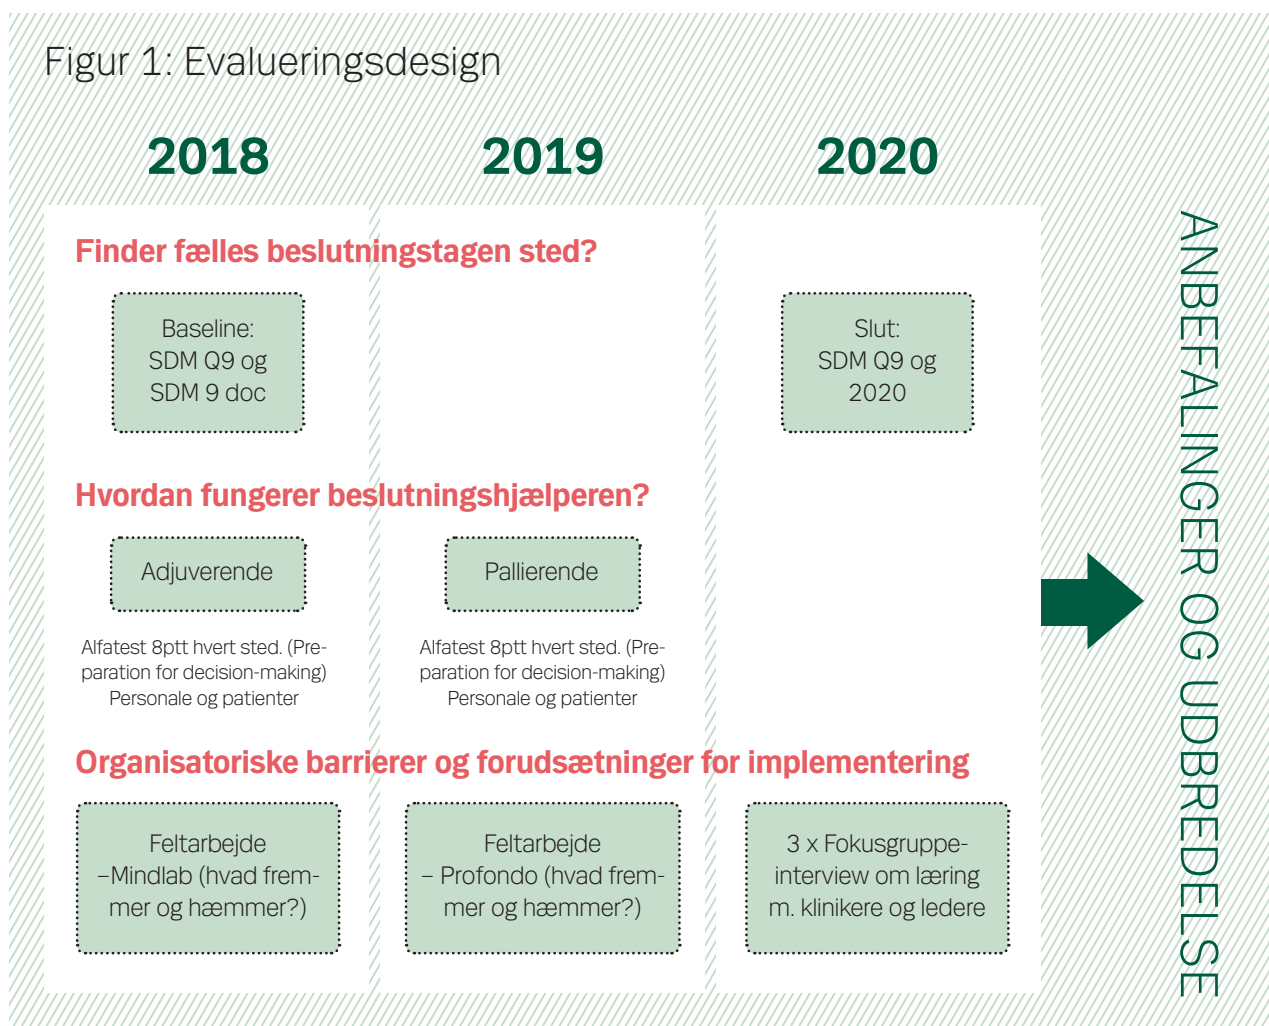 Figur 1: Evalueringsdesign
2018
2019
2020
Finder fælles beslutningstagen sted?
Baseline:
SDM Q9 og
SDM 9 doc
Slut:
SDM Q9 og
2020
Hvordan fungerer beslutningshjælperen?
Adjuverende
Alfatest 8ptt hvert sted. (Pre-
paration for decision-making)
Personale og patienter
Pallierende
Alfatest 8ptt hvert sted. (Pre-
paration for decision-making)
Personale og patienter
Organisatoriske barrierer og forudsætninger for implementering
Feltarbejde
–Mindlab (hvad frem-
mer og hæmmer?)
Feltarbejde
– Profondo (hvad frem-
mer og hæmmer?)
3 x Fokusgruppe-
interview om læring
m. klinikere og ledere
ANBEFALINGER OG UDBREDELSE